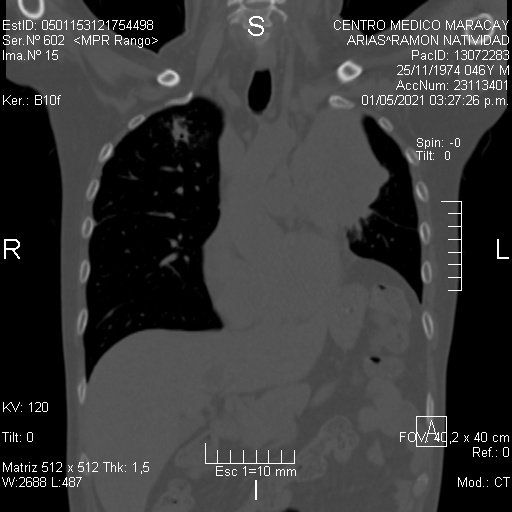 EstID: 0501153121754498
Ser.Nº 602 <MPR Rango>
Ima.Nº 15
S
CENTRO MEDICO MARACAY
ARIAS^RAMON NATIVIDAD
PacID: 13072283
25/11/1974 046Y M
AccNum: 23113401
01/05/2021 03:27:26 p.m.
Ker.: B10f
Spin: -0
Tilt: 0
R
L
KV: 120
A
Tilt: 0
FOV: 40,2 x 40 cm
Ref.: 0
Matriz 512 x 512 Thk: 1,5
Esc 1=10 mm
W:2688 L:487
I
Mod.: CT